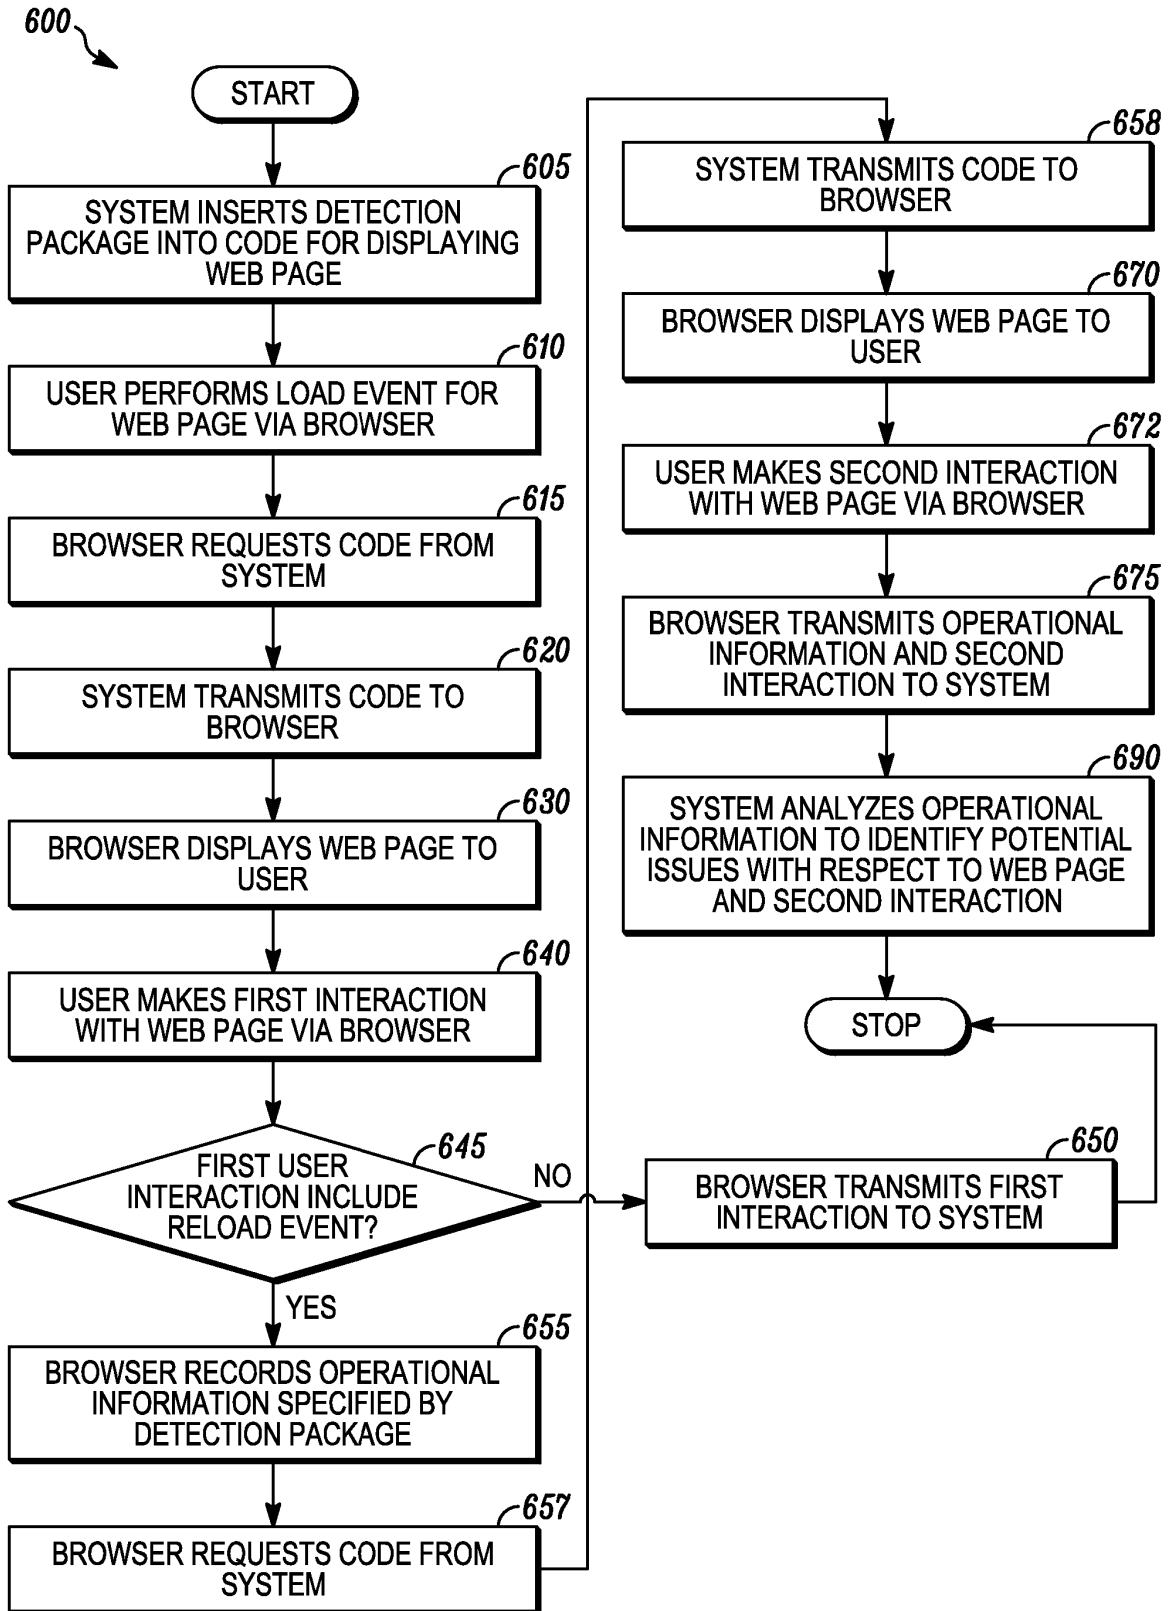 600
START
605
SYSTEM INSERTS DETECTION
PACKAGE INTO CODE FOR DISPLAYING
WEB PAGE
610
USER PERFORMS LOAD EVENT FOR
WEB PAGE VIA BROWSER
615
BROWSER REQUESTS CODE FROM
SYSTEM
620
SYSTEM TRANSMITS CODE TO
BROWSER
630
BROWSER DISPLAYS WEB PAGE TO
USER
640
USER MAKES FIRST INTERACTION
WITH WEB PAGE VIA BROWSER
645
FIRST USER
INTERACTION INCLUDE
RELOAD EVENT?
NO
YES
650
BROWSER TRANSMITS FIRST
INTERACTION TO SYSTEM
655
BROWSER RECORDS OPERATIONAL
INFORMATION SPECIFIED BY
DETECTION PACKAGE
657
BROWSER REQUESTS CODE FROM
SYSTEM
658
SYSTEM TRANSMITS CODE TO
BROWSER
670
BROWSER DISPLAYS WEB PAGE TO
USER
672
USER MAKES SECOND INTERACTION
WITH WEB PAGE VIA BROWSER
675
BROWSER TRANSMITS OPERATIONAL
INFORMATION AND SECOND
INTERACTION TO SYSTEM
690
SYSTEM ANALYZES OPERATIONAL
INFORMATION TO IDENTIFY POTENTIAL
ISSUES WITH RESPECT TO WEB PAGE
AND SECOND INTERACTION
STOP